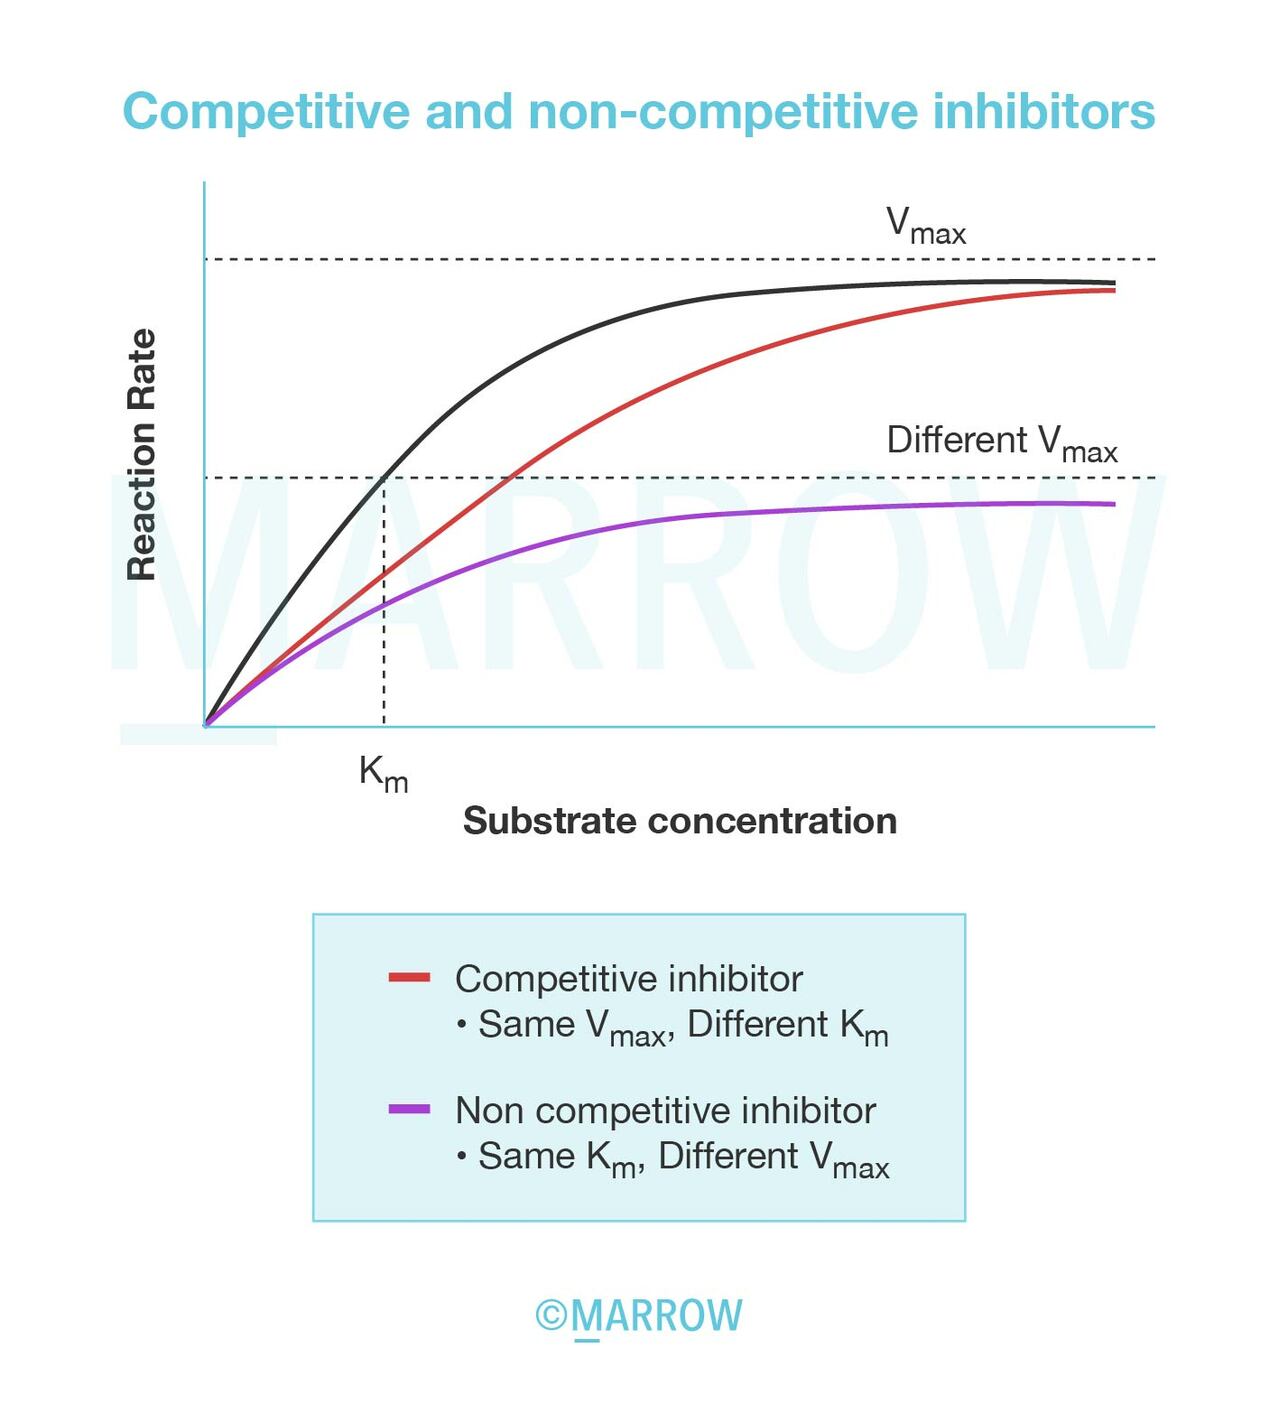 Competitive and non-competitive inhibitors
Vmax
Different Vmax
Reaction Rate
MARROW
Km
Substrate concentration
Competitive inhibitor
• Same Vmax, Different Km
Non competitive inhibitor
• Same Km, Different Vmax
©MARROW